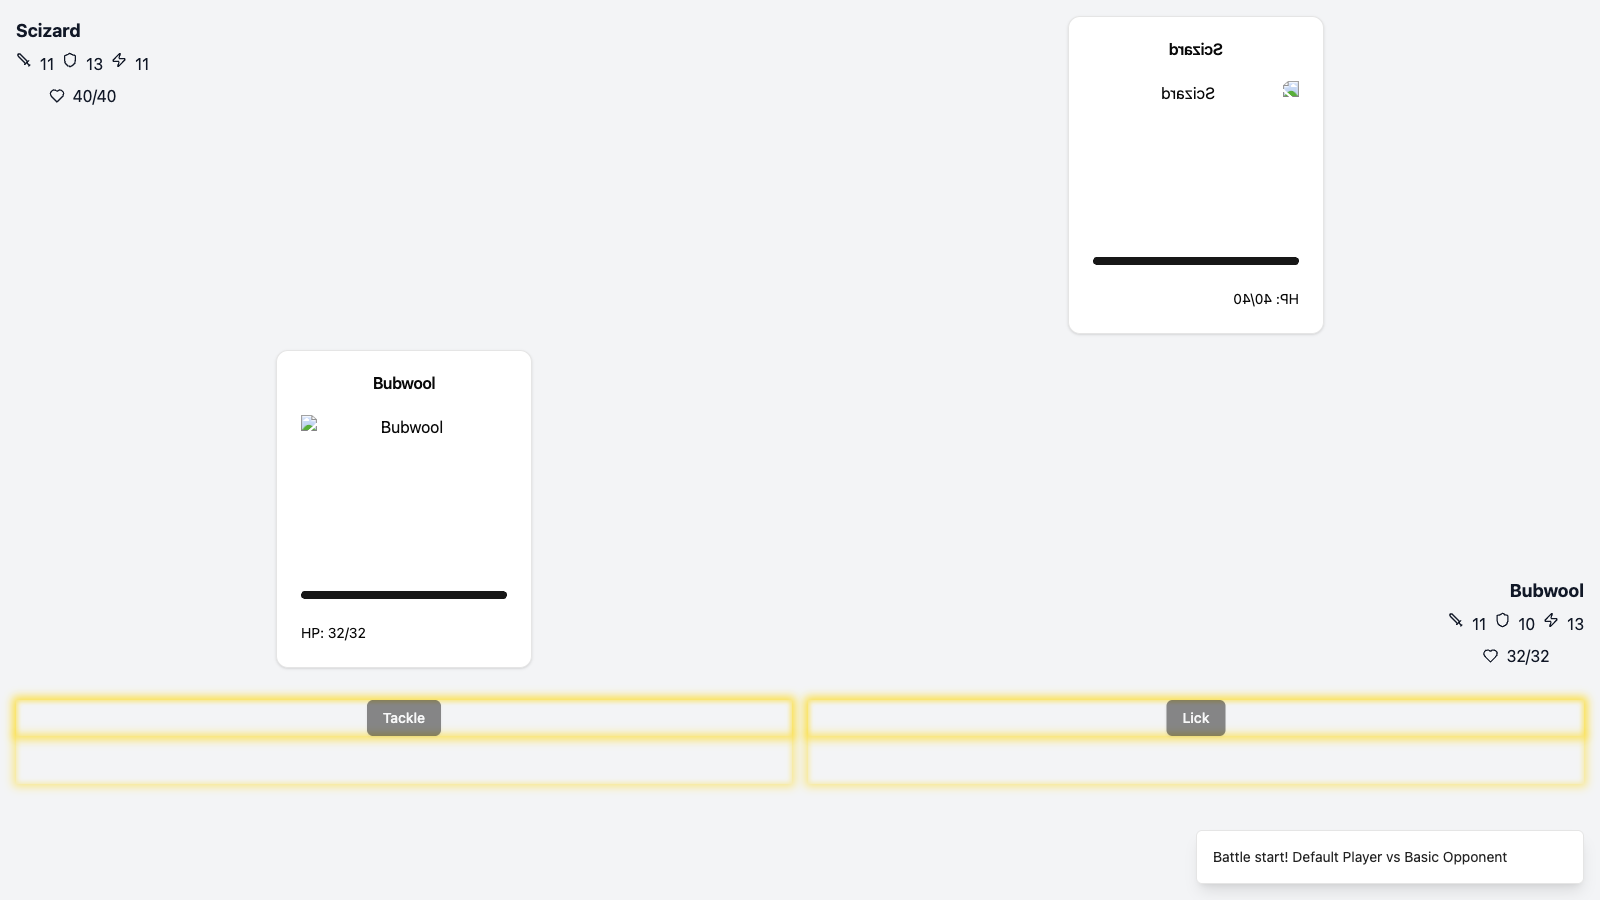 Scizard
11 13 11
40/40
Scizard
Scizard
HP: 40/40
Bubwool
Bubwool
HP: 32/32
Bubwool
11 10 13
32/32
Tackle
Lick
Battle start! Default Player vs Basic Opponent